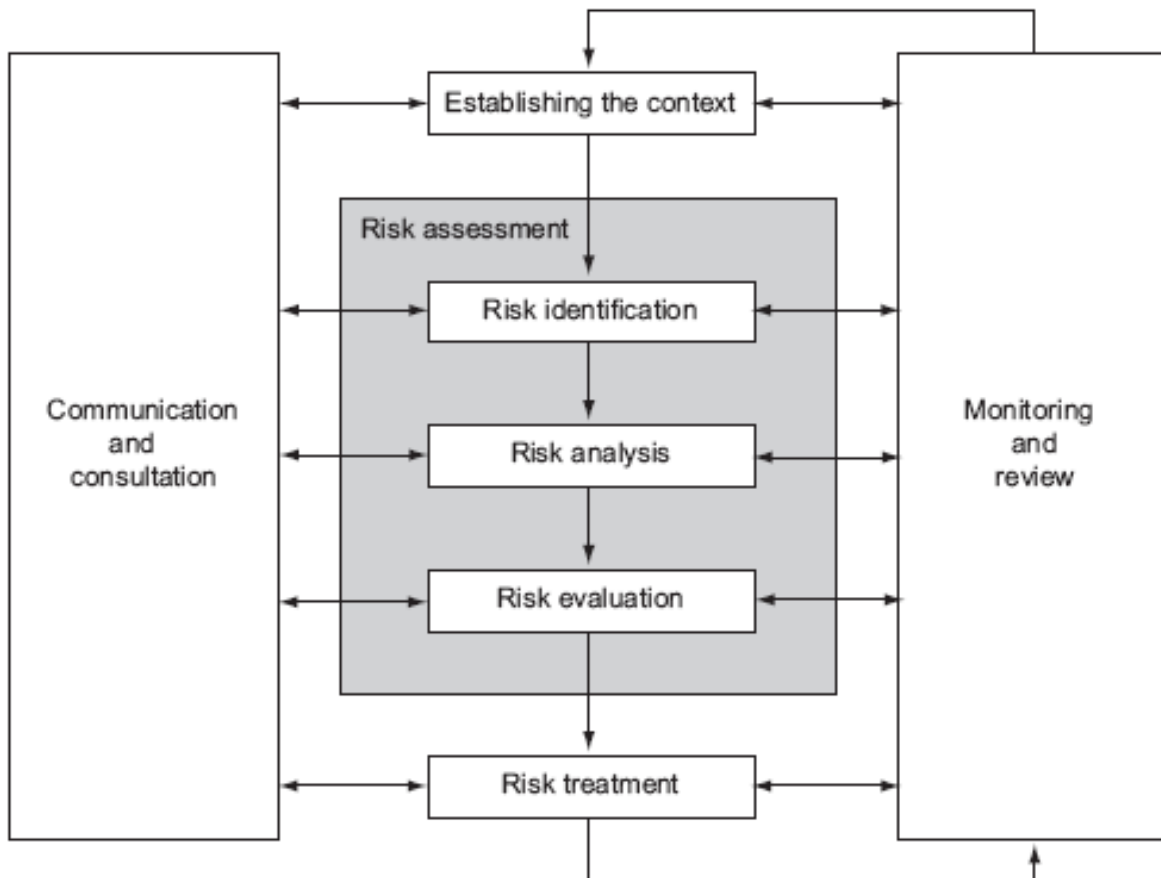 Establishing the context
Risk assessment
Risk identification
Communication
and
consultation
Risk analysis
Monitoring
and
review
Risk evaluation
Risk treatment